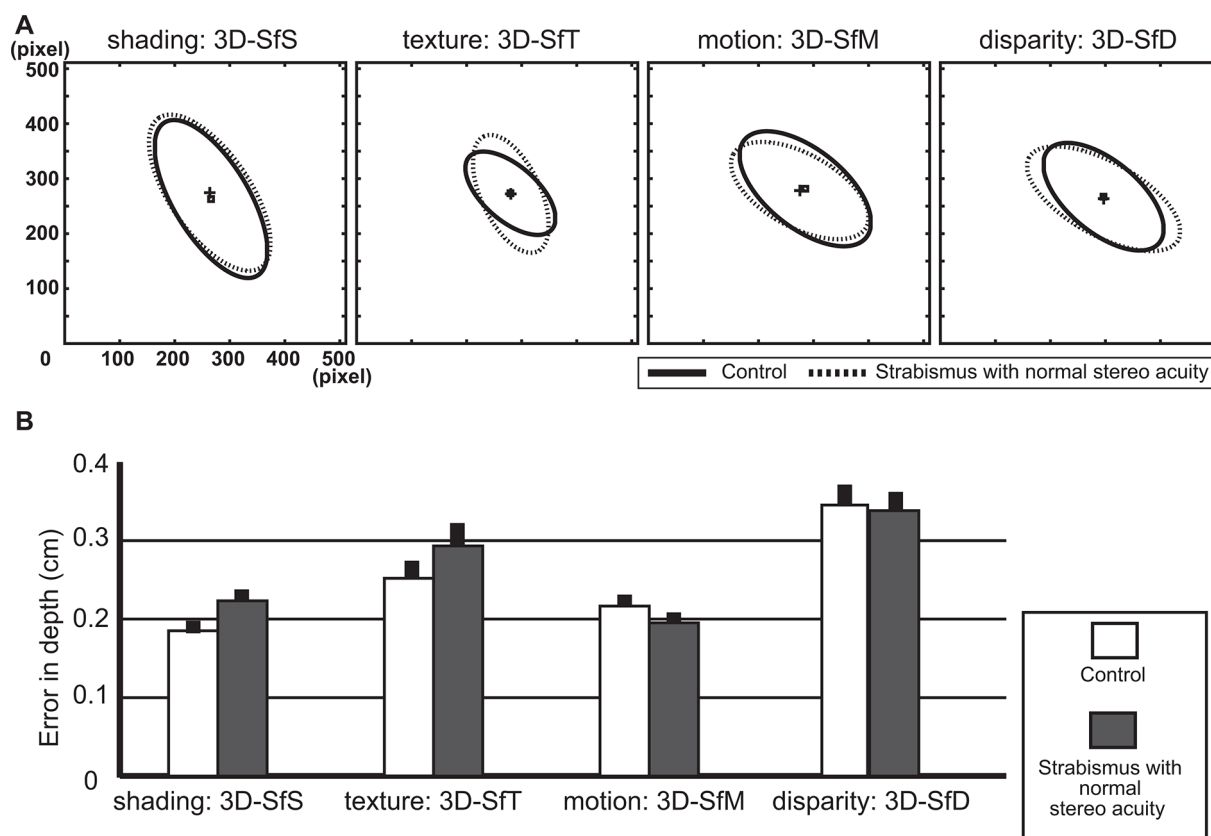 A
(pixel)
shading: 3D-SfS
texture: 3D-SfT
motion: 3D-SfM
disparity: 3D-SfD
500
400
300
200
100
0
100 200 300 400 500
(pixel)
Control
Strabismus with normal stereo acuity
B
Error in depth (cm)
0.4
0.3
0.2
0.1
0
shading: 3D-SfS
texture: 3D-SfT
motion: 3D-SfM
disparity: 3D-SfD
Control
Strabismus with
normal
stereo acuity